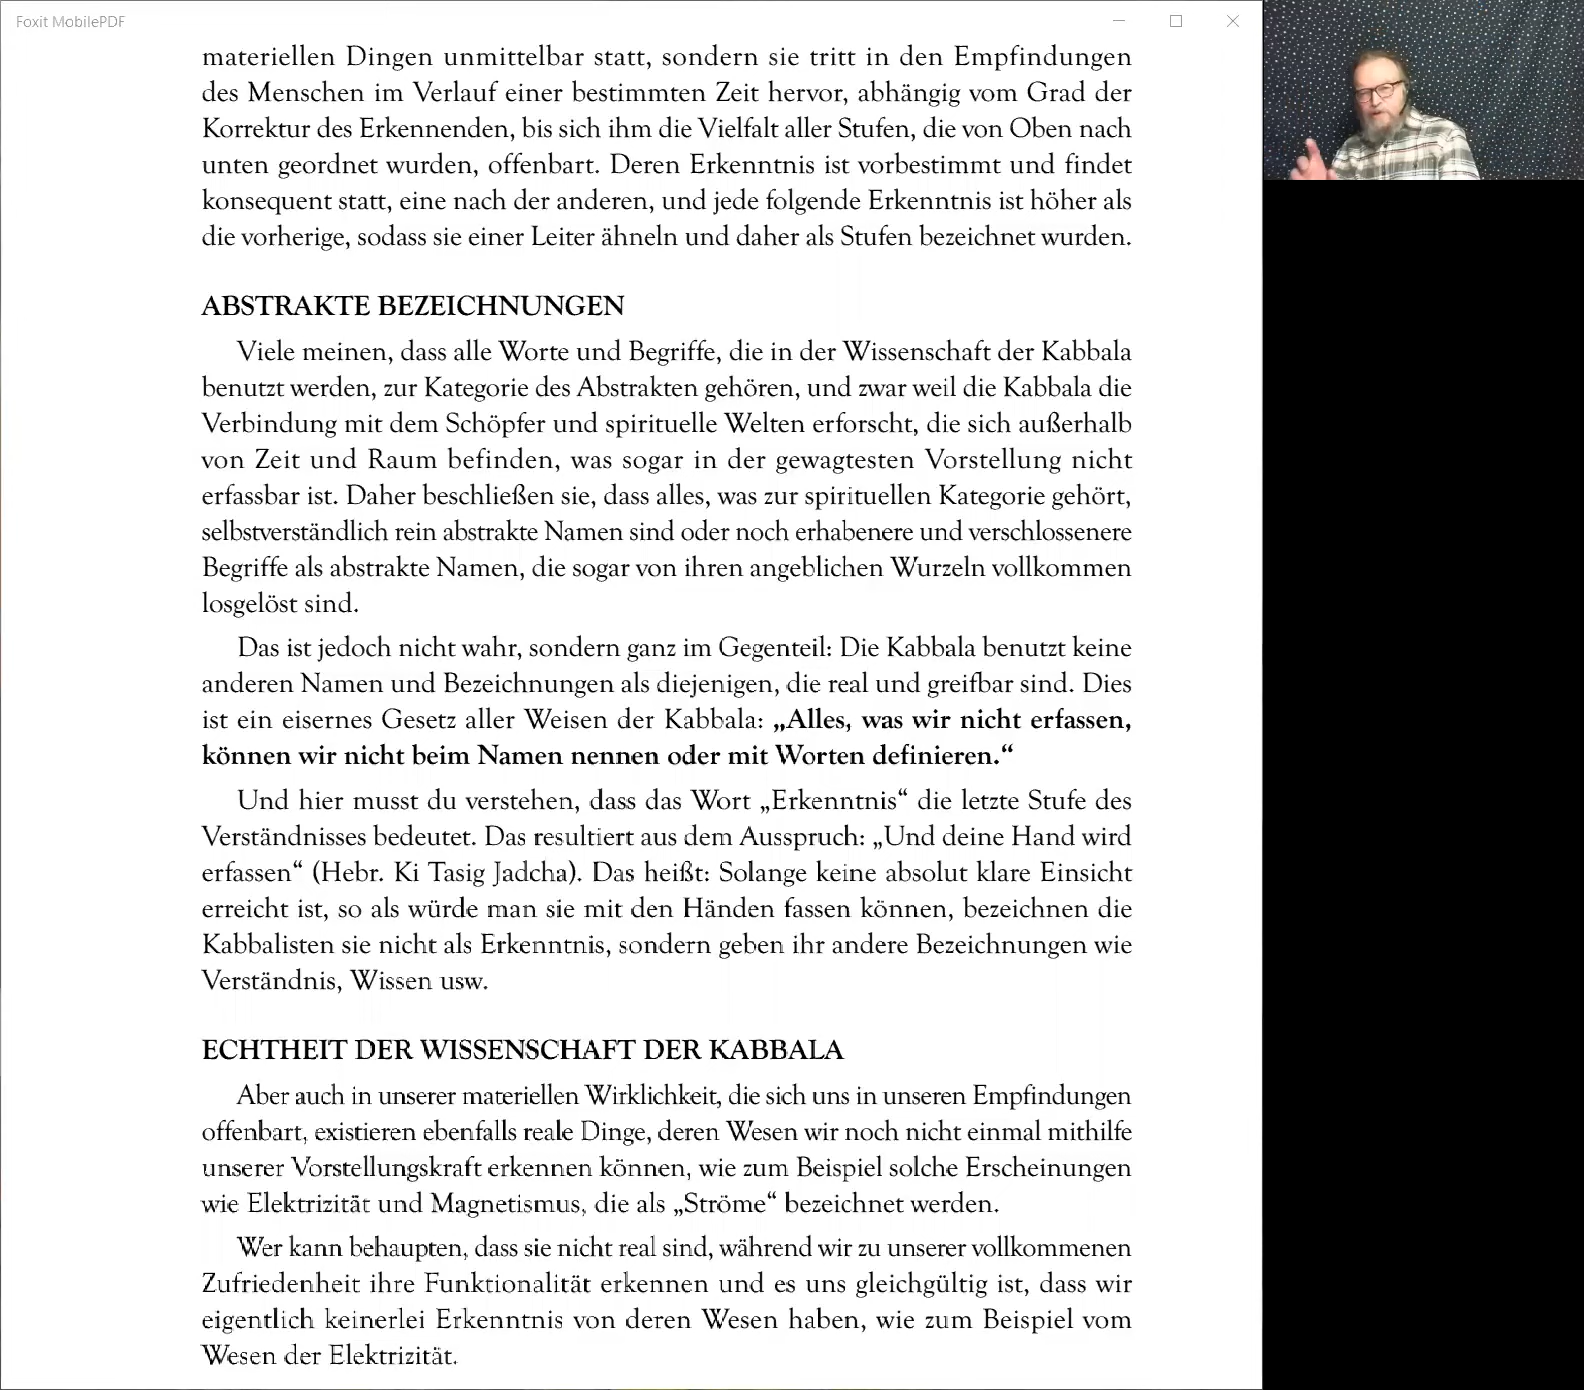 Foxit MobilePDF
materiellen Dingen unmittelbar statt, sondern sie tritt in den Empfindungen
des Menschen im Verlauf einer bestimmten Zeit hervor, abhängig vom Grad der
Korrektur des Erkennenden, bis sich ihm die Vielfalt aller Stufen, die von Oben nach
unten geordnet wurden, offenbart. Deren Erkenntnis ist vorbestimmt und findet
konsequent statt, eine nach der anderen, und jede folgende Erkenntnis ist höher als
die vorherige, sodass sie einer Leiter ähneln und daher als Stufen bezeichnet wurden.
ABSTRAKTE BEZEICHNUNGEN
Viele meinen, dass alle Worte und Begriffe, die in der Wissenschaft der Kabbala
benutzt werden, zur Kategorie des Abstrakten gehören, und zwar weil die Kabbala die
Verbindung mit dem Schöpfer und spirituelle Welten erforscht, die sich außerhalb
von Zeit und Raum befinden, was sogar in der gewagtesten Vorstellung nicht
erfassbar ist. Daher beschließen sie, dass alles, was zur spirituellen Kategorie gehört,
selbstverständlich rein abstrakte Namen sind oder noch erhabenere und verschlossenere
Begriffe als abstrakte Namen, die sogar von ihren angeblichen Wurzeln vollkommen
losgelöst sind.
Das ist jedoch nicht wahr, sondern ganz im Gegenteil: Die Kabbala benutzt keine
anderen Namen und Bezeichnungen als diejenigen, die real und greifbar sind. Dies
ist ein eisernes Gesetz aller Weisen der Kabbala: „Alles, was wir nicht erfassen,
können wir nicht beim Namen nennen oder mit Worten definieren.“
Und hier musst du verstehen, dass das Wort „Erkenntnis“ die letzte Stufe des
Verständnisses bedeutet. Das resultiert aus dem Ausspruch: „Und deine Hand wird
erfassen“ (Hebr. Ki Tasig Jadcha). Das heißt: Solange keine absolut klare Einsicht
erreicht ist, so als würde man sie mit den Händen fassen können, bezeichnen die
Kabbalisten sie nicht als Erkenntnis, sondern geben ihr andere Bezeichnungen wie
Verständnis, Wissen usw.
ECHTHEIT DER WISSENSCHAFT DER KABBALA
Aber auch in unserer materiellen Wirklichkeit, die sich uns in unseren Empfindungen
offenbart, existieren ebenfalls reale Dinge, deren Wesen wir noch nicht einmal mithilfe
unserer Vorstellungskraft erkennen können, wie zum Beispiel solche Erscheinungen
wie Elektrizität und Magnetismus, die als „Ströme“ bezeichnet werden.
Wer kann behaupten, dass sie nicht real sind, während wir zu unserer vollkommenen
Zufriedenheit ihre Funktionalität erkennen und es uns gleichgültig ist, dass wir
eigentlich keinerlei Erkenntnis von deren Wesen haben, wie zum Beispiel vom
Wesen der Elektrizität.